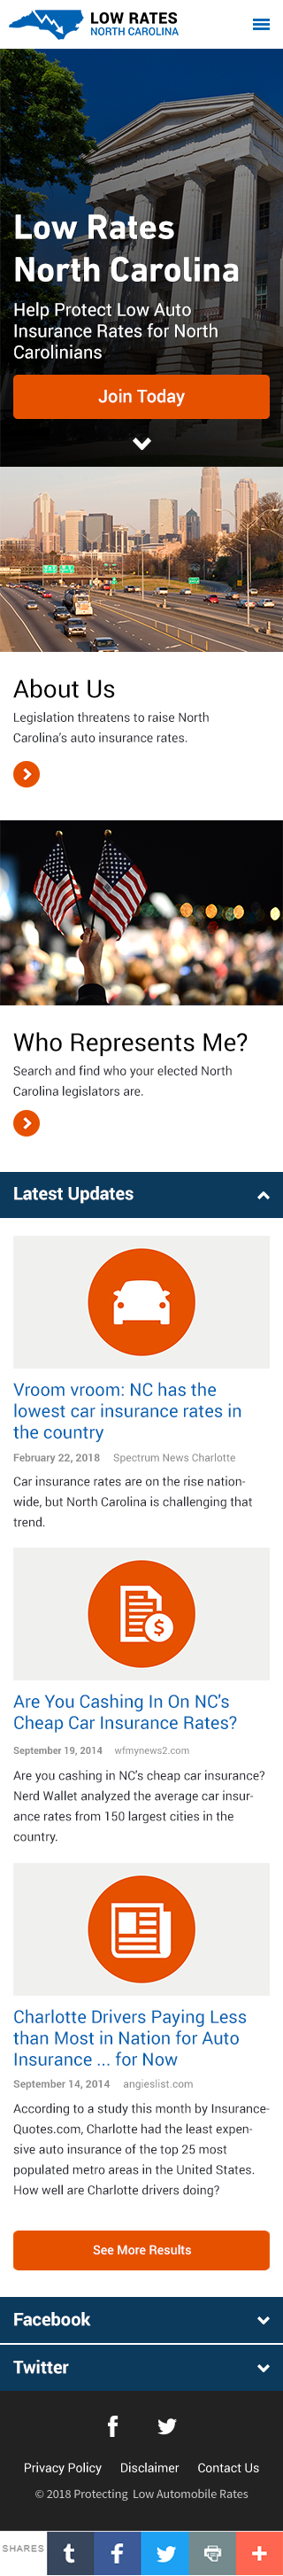 LOW RATES
NORTH CAROLINA
Low Rates
North Carolina
Help Protect Low Auto
Insurance Rates for North
Carolinians
Join Today
About Us
Legislation threatens to raise North
Carolina's auto insurance rates.
Who Represents Me?
Search and find who your elected North
Carolina legislators are.
Latest Updates
Vroom vroom: NC has the
lowest car insurance rates in
the country
February 22, 2018 Spectrum News Charlotte
Car insurance rates are on the rise nation-
wide, but North Carolina is challenging that
trend.
Are You Cashing In On NC's
Cheap Car Insurance Rates?
September 19, 2014 wfmynews2.com
Are you cashing in NC's cheap car insurance?
Nerd Wallet analyzed the average car insur-
ance rates from 150 largest cities in the
country.
Charlotte Drivers Paying Less
than Most in Nation for Auto
Insurance ... for Now
September 14, 2014 angieslist.com
According to a study this month by Insurance-
Quotes.com, Charlotte had the least expen-
sive auto insurance of the top 25 most
populated metro areas in the United States.
How well are Charlotte drivers doing?
See More Results
Facebook
Twitter
Privacy Policy Disclaimer Contact Us
© 2018 Protecting Low Automobile Rates
SHARES